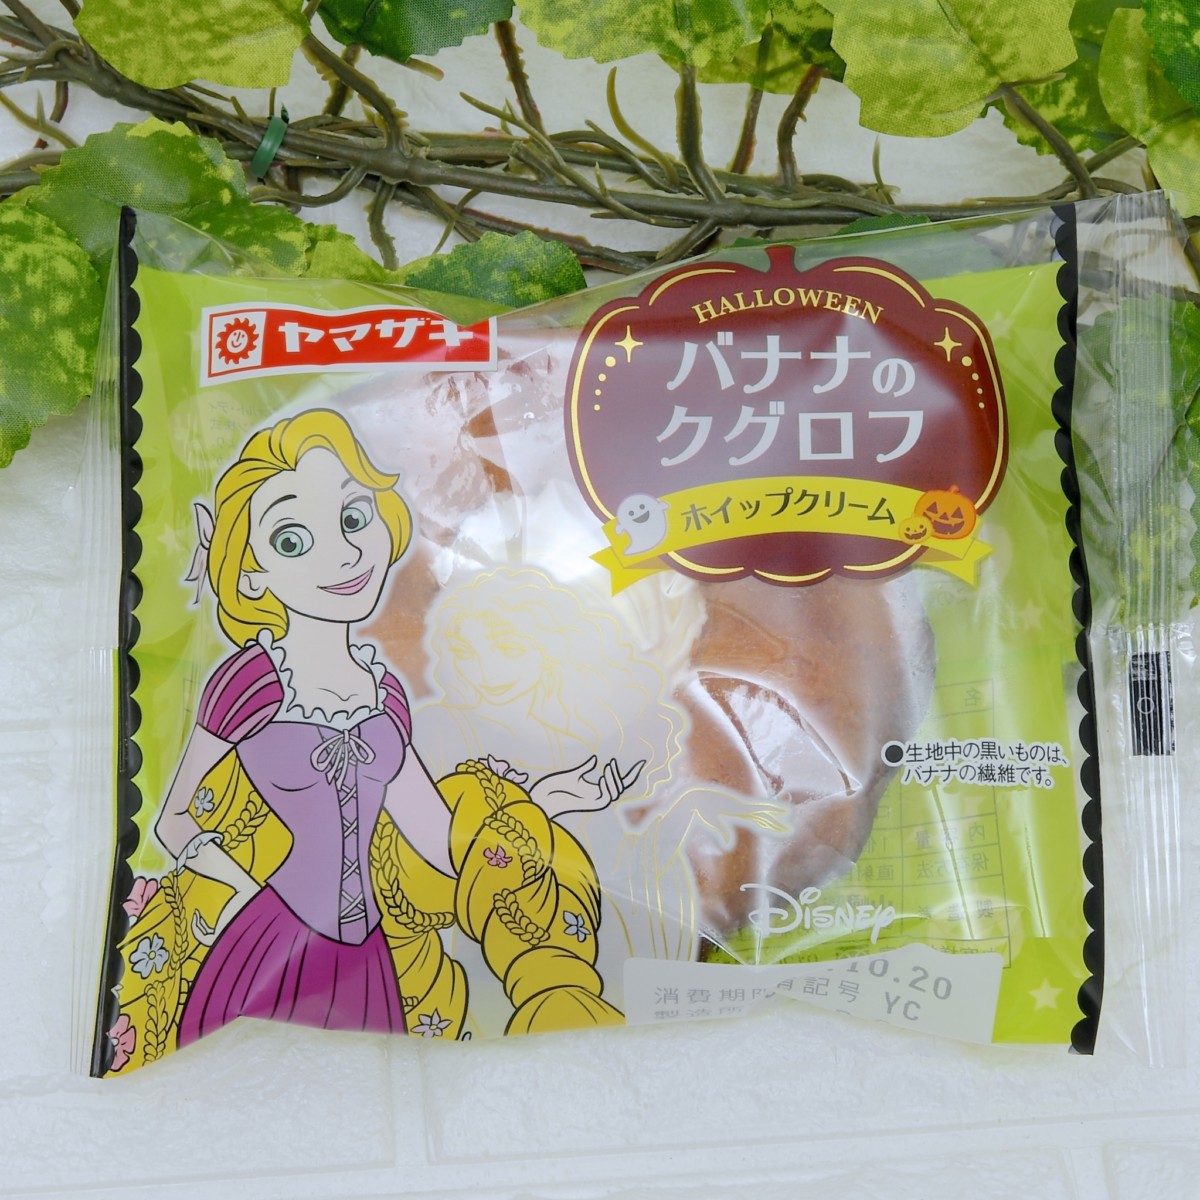 ヤマザキ
HALLOWEEN
バナナの
クグロフ
ホイップクリーム
●生地中の黒いものは、
バナナの繊維です。
Disney
10.20
消費期限
記号 YC